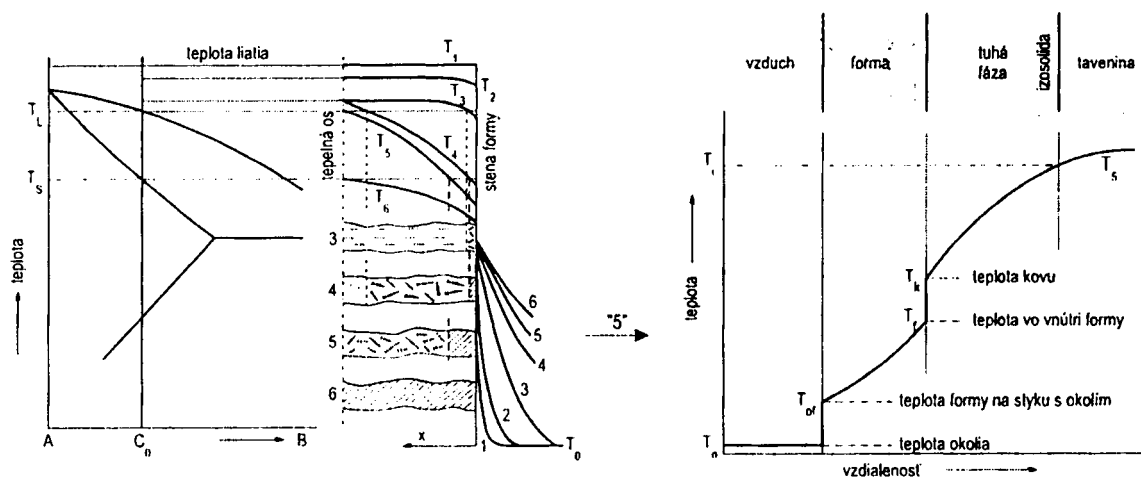 teplota liatia
T1
T2
T3
TL
T4
T5
TS
T6
tepelná os
stena formy
teplota
3
4
5
6
6
5
4
3
2
1
T0
A
C0
B
x
"5"
vzduch
forma
tuhá
fáza
izosolida
tavenina
T5
teplota
Tk
teplota kovu
Tf
teplota vo vnútri formy
Tof
teplota formy na styku s okolím
To
teplota okolia
vzdialenosť